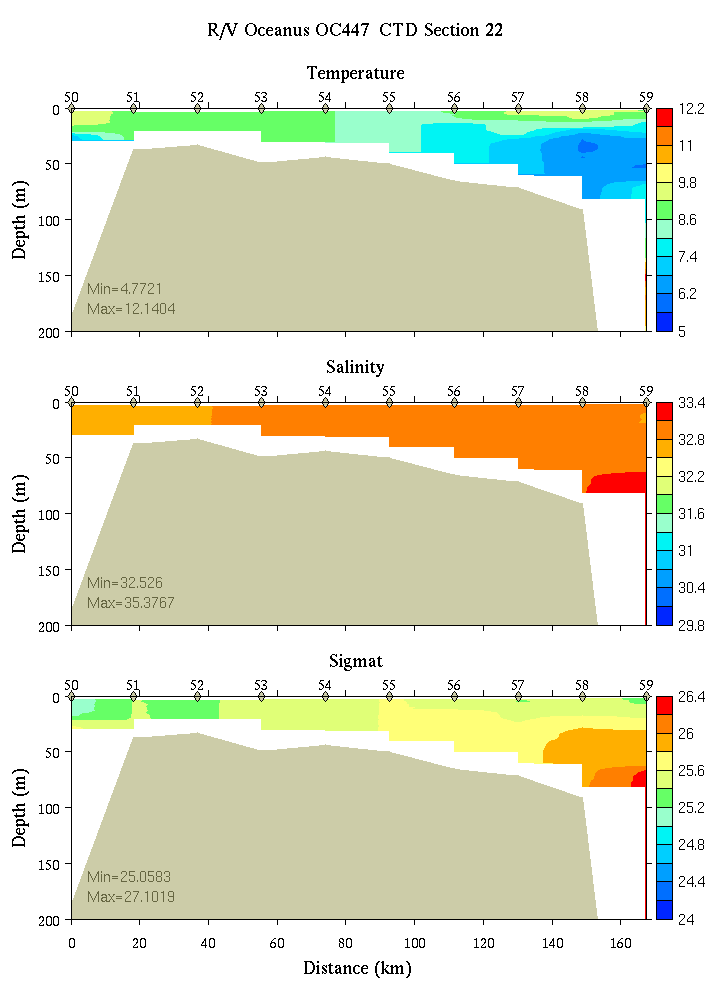 R/V Oceanus OC447 CTD Section 22
Temperature
50 51 52 53 54 55 56 57 58 59
0
50
100
150
200
Depth (m)
Min=4.7721
Max=12.1404
12.2
11
9.8
8.6
7.4
6.2
5
Salinity
50 51 52 53 54 55 56 57 58 59
0
50
100
150
200
Depth (m)
Min=32.526
Max=35.3767
33.4
32.8
32.2
31.6
31
30.4
29.8
Sigmat
50 51 52 53 54 55 56 57 58 59
0
50
100
150
200
Depth (m)
Min=25.0583
Max=27.1019
26.4
26
25.6
25.2
24.8
24.4
24
0 20 40 60 80 100 120 140 160
Distance (km)